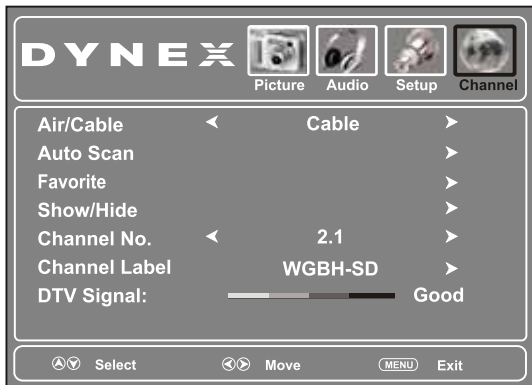 DYNEX
Picture Audio Setup Channel
Air/Cable Cable
Auto Scan
Favorite
Show/Hide
Channel No. 2.1
Channel Label WGBH-SD
DTV Signal: Good
Select Move MENU Exit